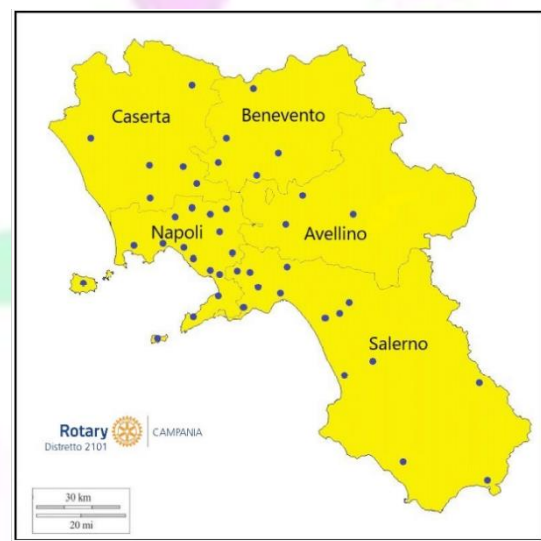 Caserta
Benevento
Napoli
Avellino
Salerno
Rotary
Distretto 2101
CAMPANIA
30 km
20 mi